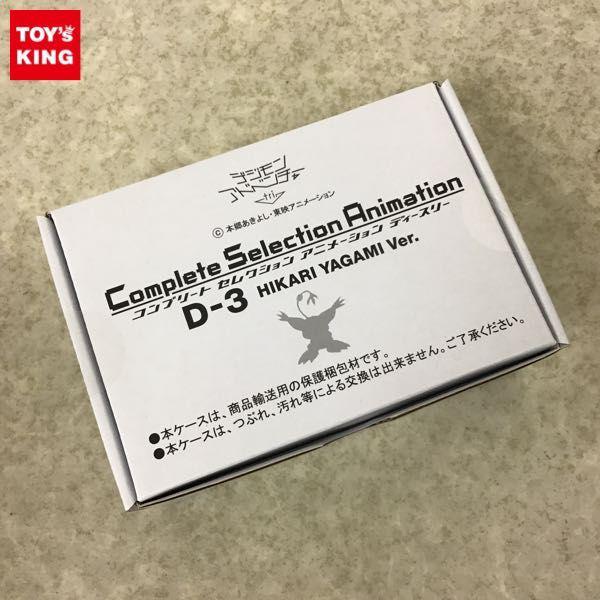 TOY's
KING
デジモン
アドベンチャー
tri.
© 本郷あきよし・東映アニメーション
Complete Selection Animation
コンプリート セレクション アニメーション ディースリー
D-3 HIKARI YAGAMI Ver.
●本ケースは、商品輸送用の保護梱包材です。
●本ケースは、つぶれ、汚れ等による交換は出来ません。ご了承ください。